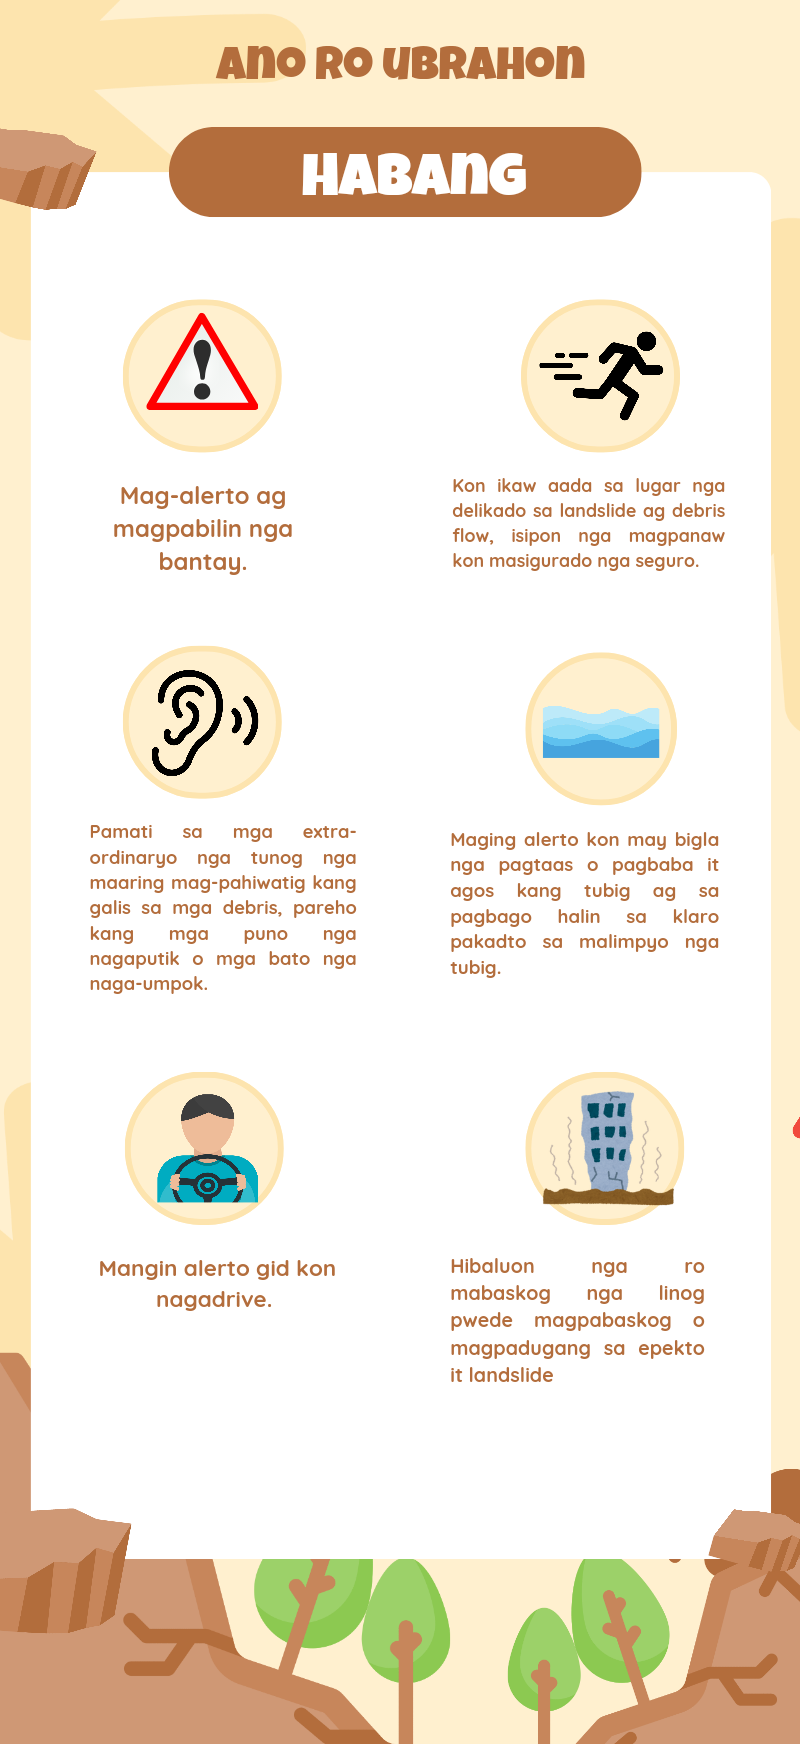 ANO RO UBRAHON
HABANG
Mag-alerto ag
magpabilin nga
bantay.
Kon ikaw aada sa lugar nga
delikado sa landslide ag debris
flow, isipon nga magpanaw
kon masigurado nga seguro.
Pamati sa mga extra-
ordinaryo nga tunog nga
maaring mag-pahiwatig kang
galis sa mga debris, pareho
kang mga puno nga
nagaputik o mga bato nga
naga-umpok.
Maging alerto kon may bigla
nga pagtaas o pagbaba it
agos kang tubig ag sa
pagbago halin sa klaro
pakadto sa malimpyo nga
tubig.
Mangin alerto gid kon
nagadrive.
Hibaluon nga ro
mabaskog nga linog
pwede magpabaskog o
magpadugang sa epekto
it landslide